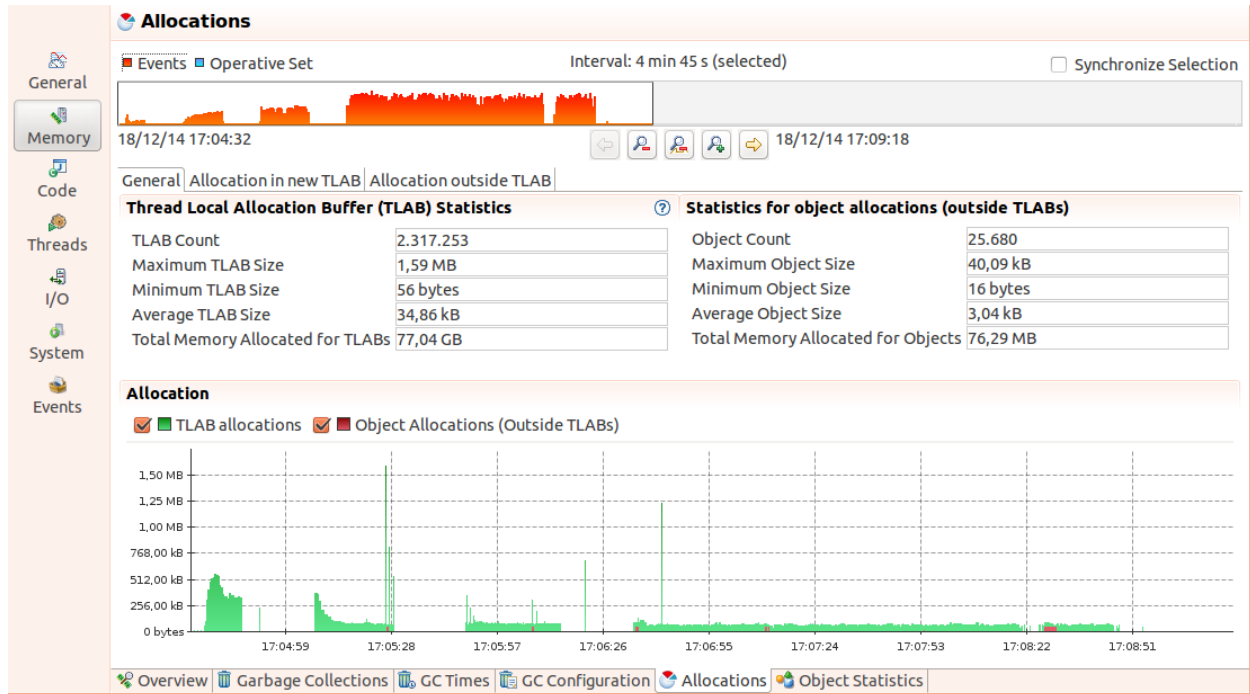 Allocations
General
Memory
Code
Threads
I/O
System
Events
Events Operative Set Interval: 4 min 45 s (selected) Synchronize Selection
18/12/14 17:04:32 18/12/14 17:09:18
General Allocation in new TLAB Allocation outside TLAB
Thread Local Allocation Buffer (TLAB) Statistics
TLAB Count 2.317.253
Maximum TLAB Size 1,59 MB
Minimum TLAB Size 56 bytes
Average TLAB Size 34,86 kB
Total Memory Allocated for TLABs 77,04 GB
Statistics for object allocations (outside TLABs)
Object Count 25.680
Maximum Object Size 40,09 kB
Minimum Object Size 16 bytes
Average Object Size 3,04 kB
Total Memory Allocated for Objects 76,29 MB
Allocation
TLAB allocations Object Allocations (Outside TLABs)
1,50 MB
1,25 MB
1,00 MB
768,00 kB
512,00 kB
256,00 kB
0 bytes
17:04:59 17:05:28 17:05:57 17:06:26 17:06:55 17:07:24 17:07:53 17:08:22 17:08:51
Overview Garbage Collections GC Times GC Configuration Allocations Object Statistics